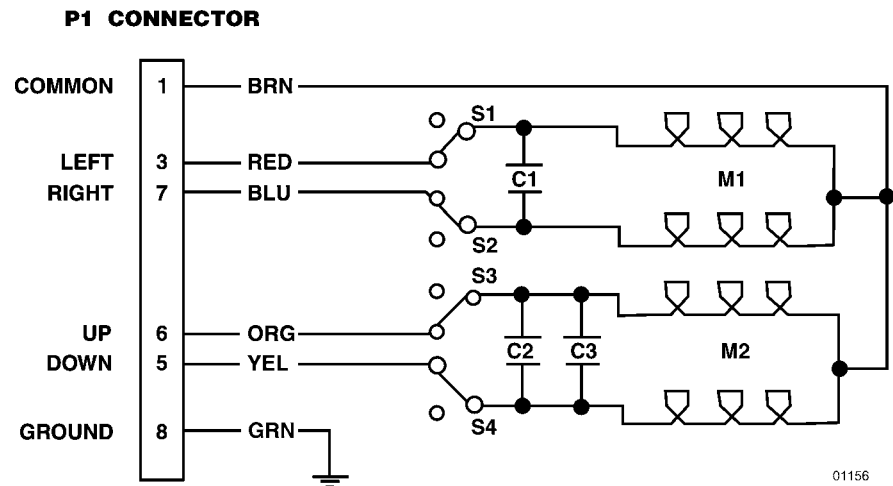 P1 CONNECTOR
COMMON 1 BRN
S1
LEFT 3 RED
C1 M1
RIGHT 7 BLU
S2
S3
UP 6 ORG
C2 C3 M2
DOWN 5 YEL
S4
GROUND 8 GRN
01156